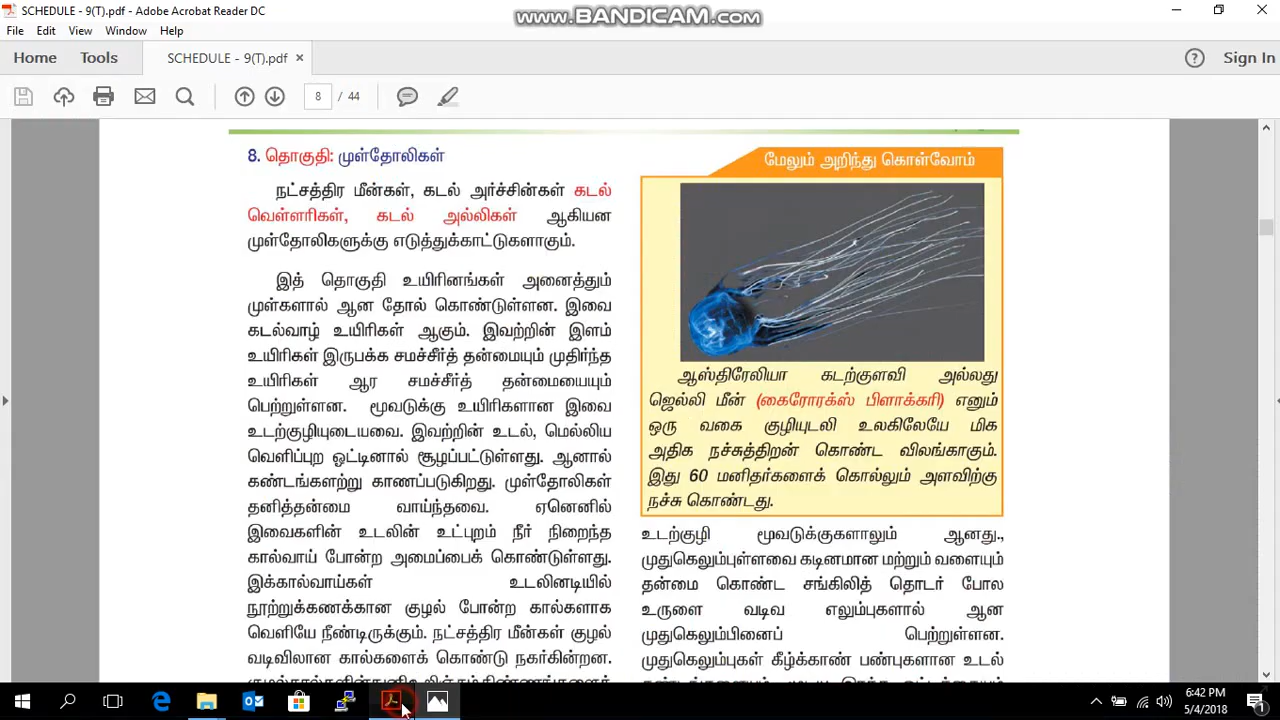 SCHEDULE - 9(T).pdf - Adobe Acrobat Reader DC
www.BANDICAM.com
File Edit View Window Help
Home Tools SCHEDULE - 9(T).pdf × Sign In
8 / 44
8. தொகுதி: முள்தோலிகள்
நட்சத்திர மீன்கள், கடல் அர்ச்சின்கள் கடல்
வெள்ளரிகள், கடல் அல்லிகள் ஆகியன
முள்தோலிகளுக்கு எடுத்துக்காட்டுகளாகும்.
இத் தொகுதி உயிரினங்கள் அனைத்தும்
முள்களால் ஆன தோல் கொண்டுள்ளன. இவை
கடல்வாழ் உயிரிகள் ஆகும். இவற்றின் இளம்
உயிரிகள் இருபக்க சமச்சீர்த் தன்மையும் முதிர்ந்த
உயிரிகள் ஆர சமச்சீர்த் தன்மையையும்
பெற்றுள்ளன. மூவடுக்கு உயிரிகளான இவை
உடற்குழியுடையவை. இவற்றின் உடல், மெல்லிய
வெளிப்புற ஓட்டினால் சூழப்பட்டுள்ளது. ஆனால்
கண்டங்களற்று காணப்படுகிறது. முள்தோலிகள்
தனித்தன்மை வாய்ந்தவை. ஏனெனில்
இவைகளின் உடலின் உட்புறம் நீர் நிறைந்த
கால்வாய் போன்ற அமைப்பைக் கொண்டுள்ளது.
இக்கால்வாய்கள் உடலினடியில்
நூற்றுக்கணக்கான குழல் போன்ற கால்களாக
வெளியே நீண்டிருக்கும். நட்சத்திர மீன்கள் குழல்
வடிவிலான கால்களைக் கொண்டு நகர்கின்றன.
மேலும் அறிந்து கொள்வோம்
ஆஸ்திரேலியா கடற்குளவி அல்லது
ஜெல்லி மீன் (கைரோரக்ஸ் பிளாக்கரி) எனும்
ஒரு வகை குழியுடலி உலகிலேயே மிக
அதிக நச்சுத்திறன் கொண்ட விலங்காகும்.
இது 60 மனிதர்களைக் கொல்லும் அளவிற்கு
நச்சு கொண்டது.
உடற்குழி மூவடுக்குகளாலும் ஆனது.,
முதுகெலும்புள்ளவை கடினமான மற்றும் வளையும்
தன்மை கொண்ட சங்கிலித் தொடர் போல
உருளை வடிவ எலும்புகளால் ஆன
முதுகெலும்பினைப் பெற்றுள்ளன.
முதுகெலும்புகள் கீழ்க்காண் பண்புகளான உடல்
6:42 PM
5/4/2018